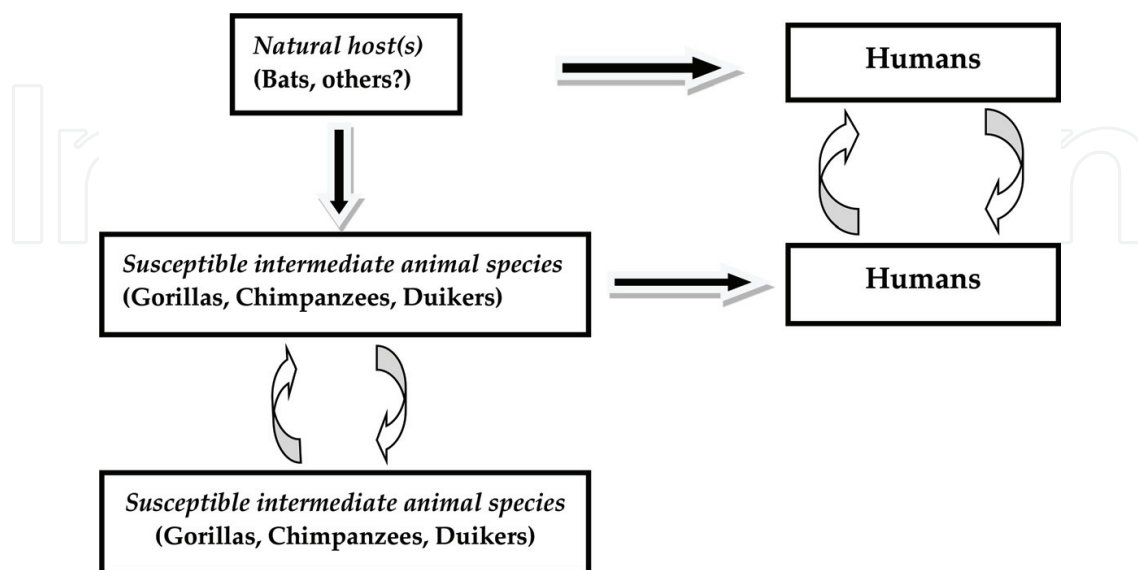 Natural host(s)
(Bats, others?)
Humans
Susceptible intermediate animal species
(Gorillas, Chimpanzees, Duikers)
Humans
Susceptible intermediate animal species
(Gorillas, Chimpanzees, Duikers)